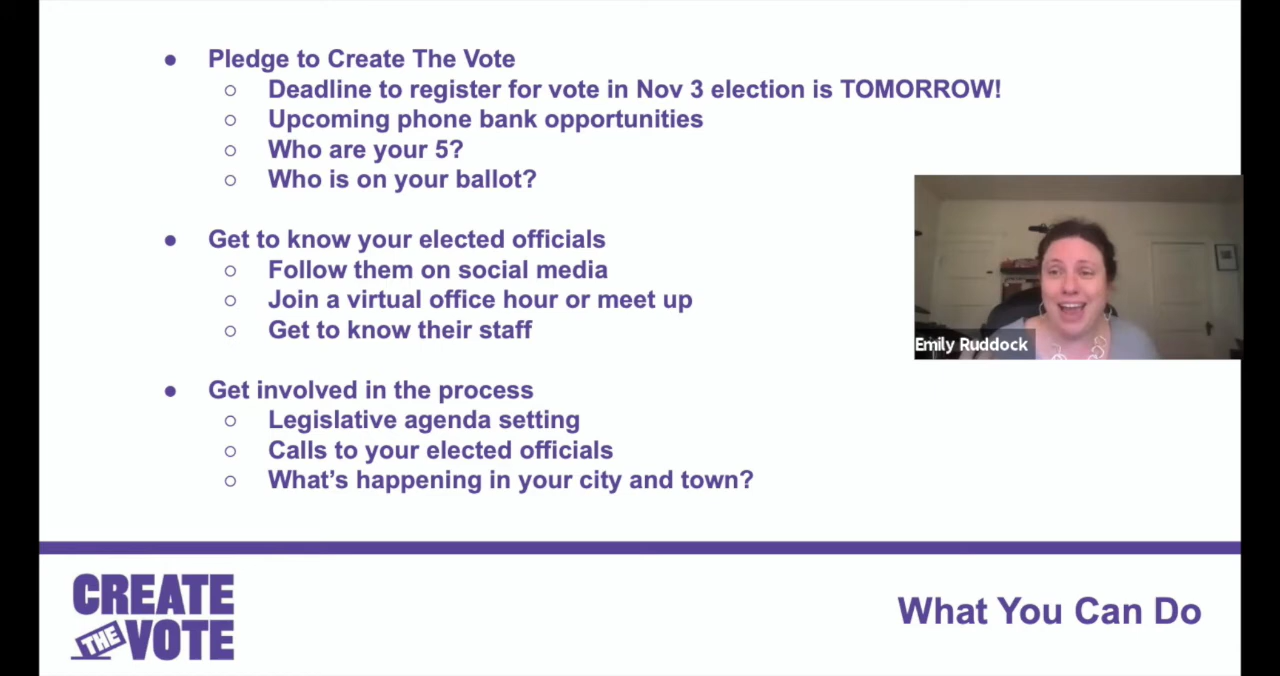 ● Pledge to Create The Vote
○ Deadline to register for vote in Nov 3 election is TOMORROW!
○ Upcoming phone bank opportunities
○ Who are your 5?
○ Who is on your ballot?
● Get to know your elected officials
○ Follow them on social media
○ Join a virtual office hour or meet up
○ Get to know their staff
Emily Ruddock
● Get involved in the process
○ Legislative agenda setting
○ Calls to your elected officials
○ What’s happening in your city and town?
CREATE
THE VOTE
What You Can Do